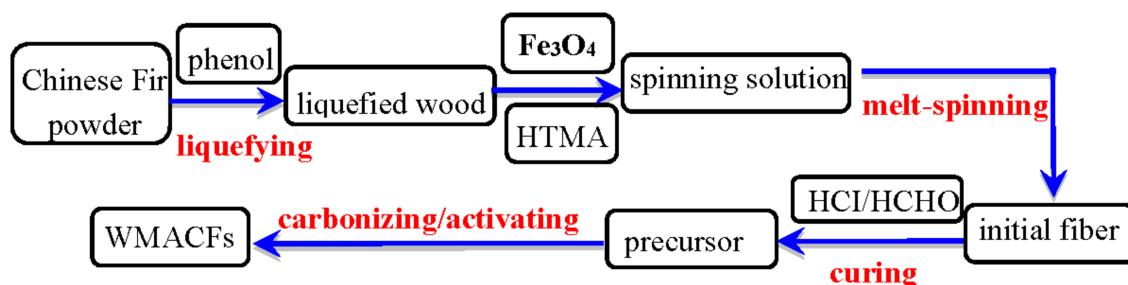 phenol
Fe₃O₄
Chinese Fir
powder
liquefied wood
spinning solution
liquefying
HTMA
melt-spinning
HCI/HCHO
WMACFs
carbonizing/activating
precursor
initial fiber
curing